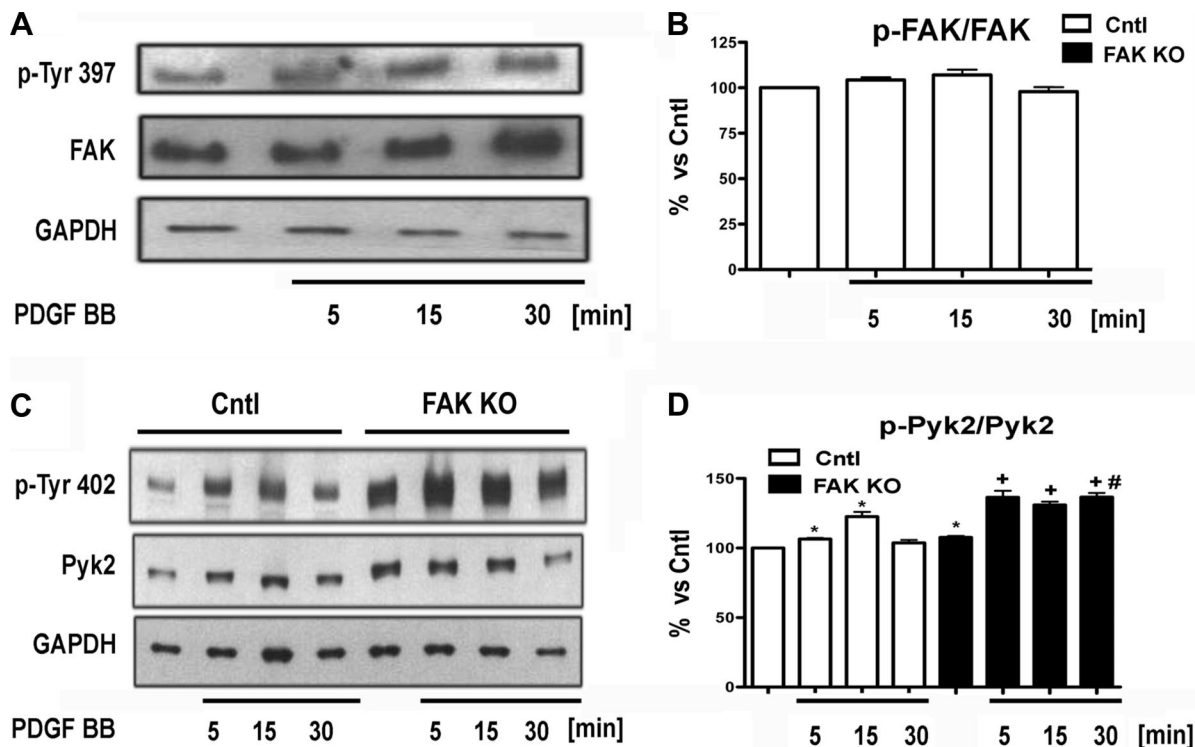 A
p-Tyr 397
FAK
GAPDH
PDGF BB 5 15 30 [min]
B
p-FAK/FAK
Cntl
FAK KO
% vs Cntl
125
100
75
50
25
0
5 15 30 [min]
C
Cntl FAK KO
p-Tyr 402
Pyk2
GAPDH
PDGF BB 5 15 30 5 15 30 [min]
D
p-Pyk2/Pyk2
Cntl
FAK KO
% vs Cntl
150
100
50
0
* * * + + + #
5 15 30 5 15 30 [min]